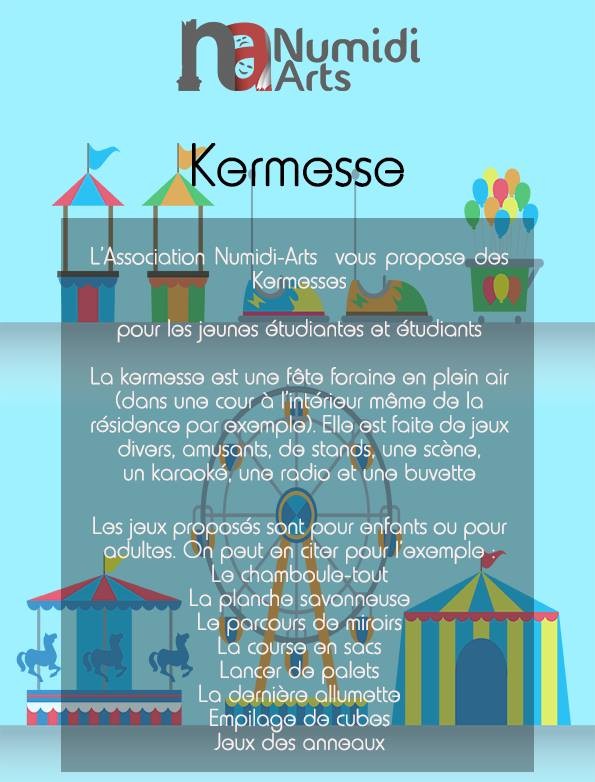 na Numidi
Arts
Kermesse
L'Association Numidi-Arts vous propose des
Kermesses
pour les jeunes étudiantes et étudiants
La kermesse est une fête foraine en plein air
(dans une cour à l'intérieur même de la
résidence par exemple). Elle est faite de jeux
divers, amusants, de stands, une scène,
un karaoké, une radio et une buvette
Les jeux proposés sont pour enfants ou pour
adultes. On peut en citer pour l'exemple :
Le chamboule-tout
La planche savonneuse
Le parcours de miroirs
La course en sacs
Lancer de palets
La dernière allumette
Empilage de cubes
Jeux des anneaux